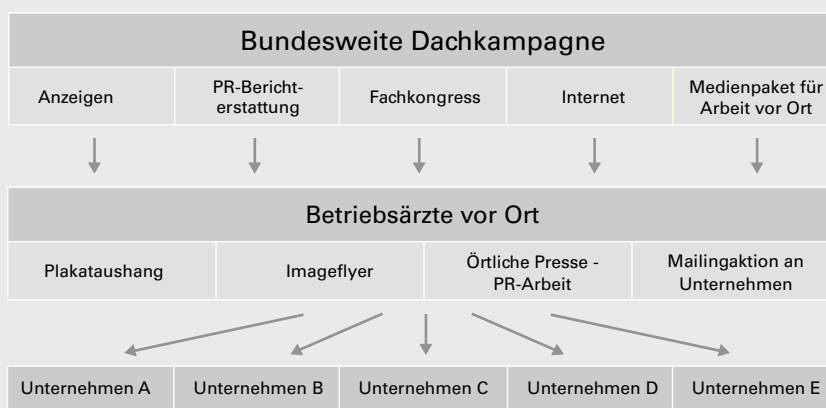 Bundesweite Dachkampagne
Anzeigen
PR-Bericht-
erstattung
Fachkongress
Internet
Medienpaket für
Arbeit vor Ort
Betriebsärzte vor Ort
Plakataushang
Imageflyer
Örtliche Presse -
PR-Arbeit
Mailingaktion an
Unternehmen
Unternehmen A
Unternehmen B
Unternehmen C
Unternehmen D
Unternehmen E